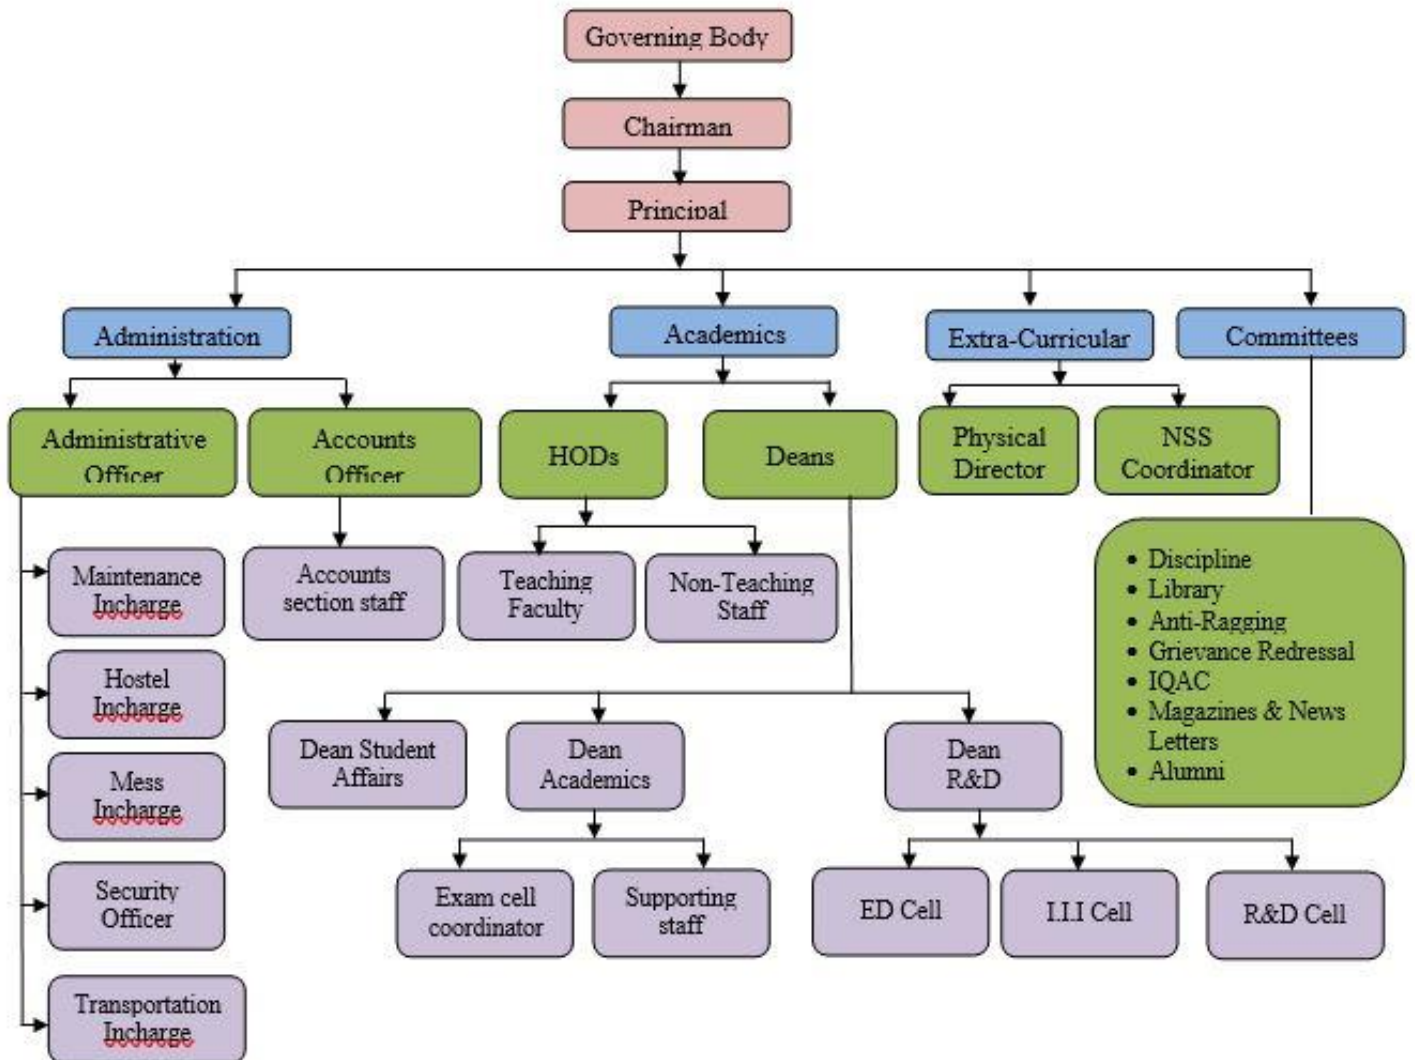 Governing Body
Chairman
Principal
Administration
Academics
Extra-Curricular
Committees
Administrative
Officer
Accounts
Officer
HODs
Deans
Physical
Director
NSS
Coordinator
Maintenance
Incharge
Accounts
section staff
Teaching
Faculty
Non-Teaching
Staff
• Discipline
• Library
• Anti-Ragging
• Grievance Redressal
• IQAC
• Magazines & News
Letters
• Alumni
Hostel
Incharge
Dean Student
Affairs
Dean
Academics
Dean
R&D
Mess
Incharge
Security
Officer
Exam cell
coordinator
Supporting
staff
ED Cell
I.I.I Cell
R&D Cell
Transportation
Incharge